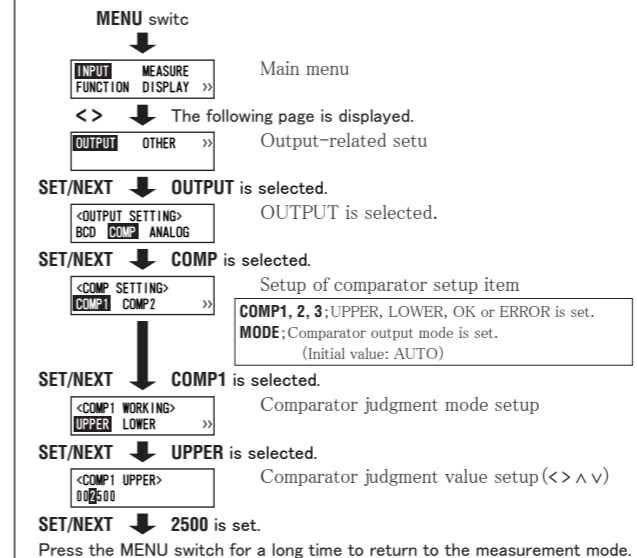 MENU switc
INPUT MEASURE
FUNCTION DISPLAY >>
Main menu
<> The following page is displayed.
OUTPUT OTHER >>
Output-related setu
SET/NEXT OUTPUT is selected.
<OUTPUT SETTING>
BCD COMP ANALOG
OUTPUT is selected.
SET/NEXT COMP is selected.
<COMP SETTING>
COMP1 COMP2 >>
Setup of comparator setup item
COMP1, 2, 3;UPPER, LOWER, OK or ERROR is set.
MODE;Comparator output mode is set.
(Initial value: AUTO)
SET/NEXT COMP1 is selected.
<COMP1 WORKING>
UPPER LOWER >>
Comparator judgment mode setup
SET/NEXT UPPER is selected.
<COMP1 UPPER>
002500
Comparator judgment value setup(<>∧∨)
SET/NEXT 2500 is set.
Press the MENU switch for a long time to return to the measurement mode.